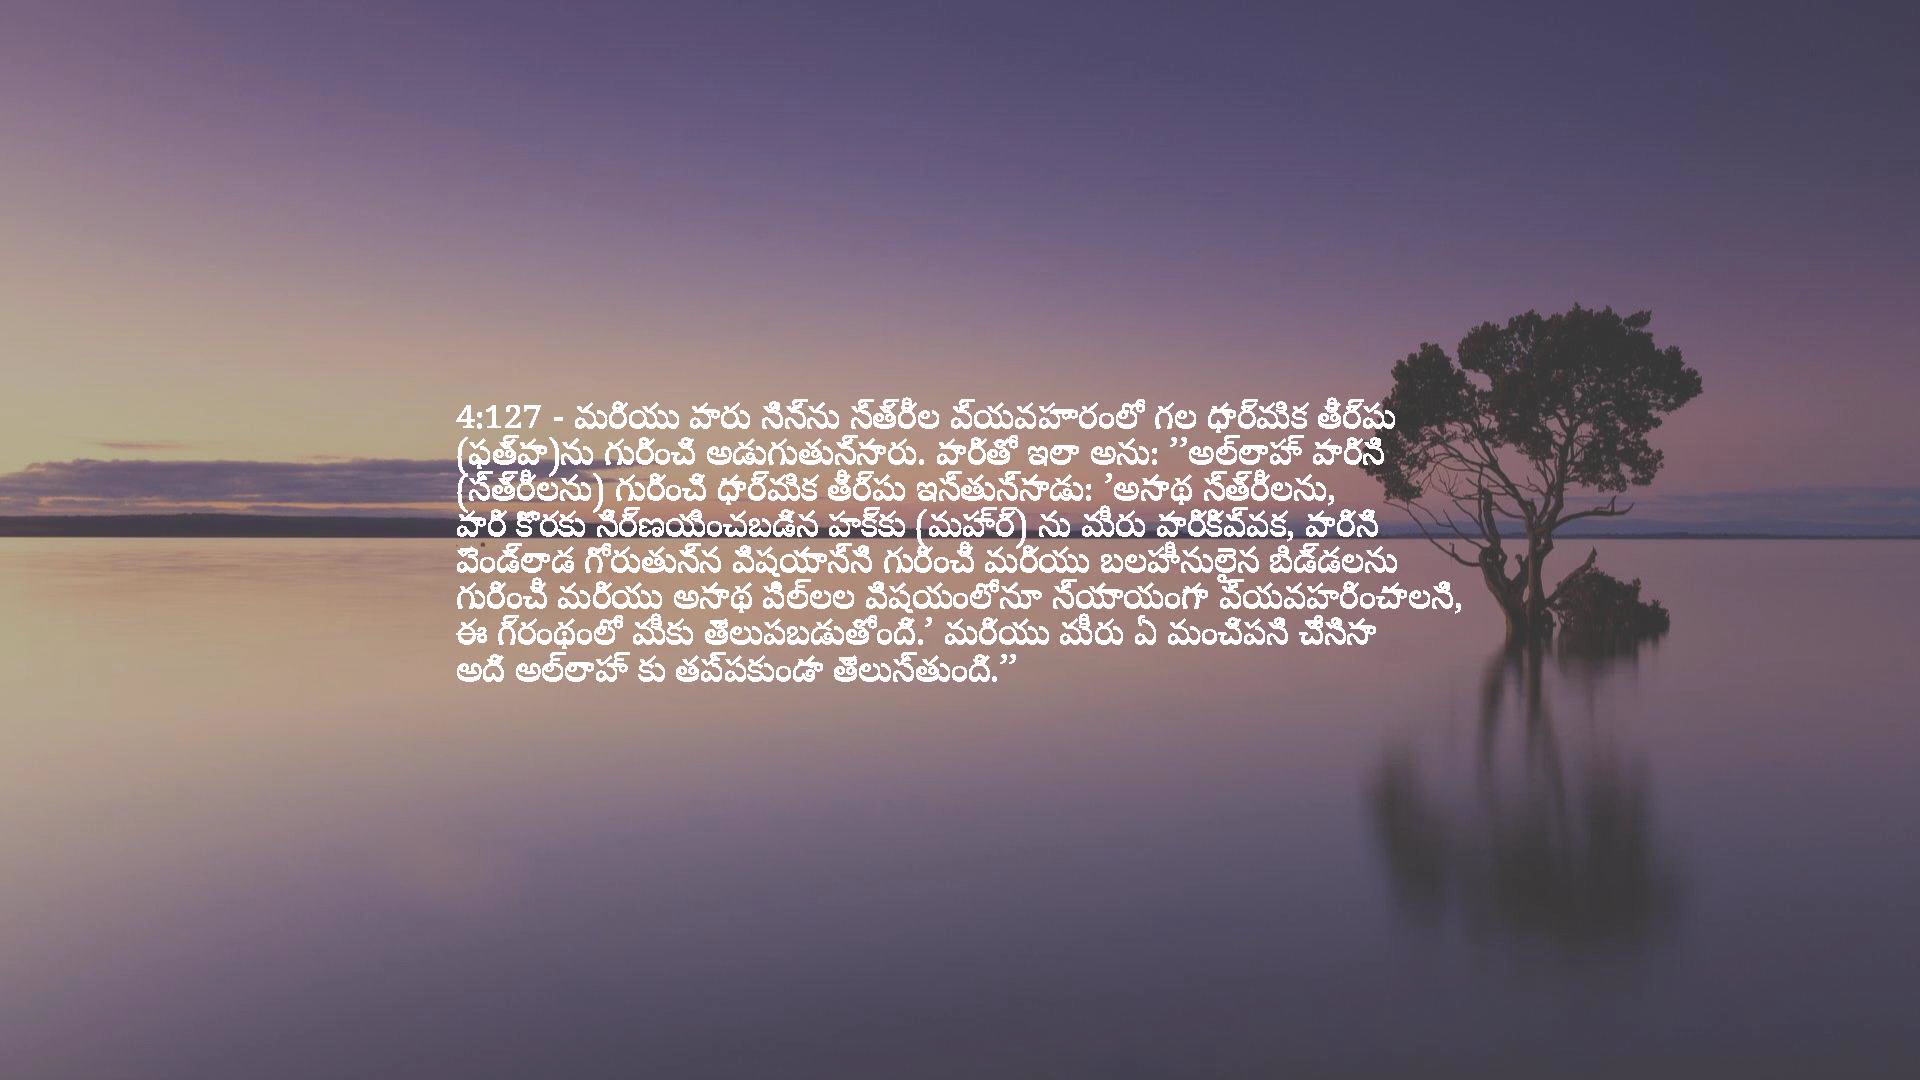 4:127 - మరియు వారు నిన్ను స్త్రీల వ్యవహారంలో గల ధార్మిక తీర్పు
(ఫత్వా)ను గురించి అడుగుతున్నారు. వారితో ఇలా అను: ’’అల్లాహ్ వారిని
(స్త్రీలను) గురించి ధార్మిక తీర్పు ఇస్తున్నాడు: ’అనాథ స్త్రీలను,
వారి కొరకు నిర్ణయించబడిన హక్కు (మహ్ర్) ను మీరు వారికివ్వక, వారిని
పెండ్లాడ గోరుతున్న విషయాన్ని గురించీ మరియు బలహీనులైన బిడ్డలను
గురించీ మరియు అనాథ పిల్లల విషయంలోనూ న్యాయంగా వ్యవహరించాలని,
ఈ గ్రంథంలో మీకు తెలుపబడుతోంది.’ మరియు మీరు ఏ మంచిపని చేసినా
అది అల్లాహ్ కు తప్పకుండా తెలుస్తుంది.’’